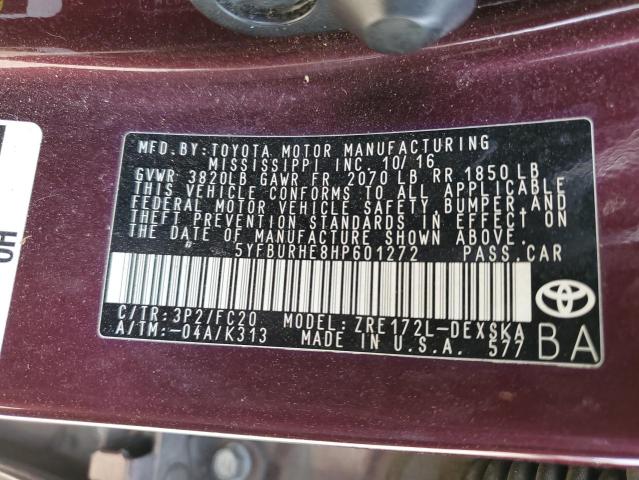 MFD.BY:TOYOTA MOTOR MANUFACTURING
MISSISSIPPI INC. 10/16
GVWR 3820LB GAWR FR 2070 LB RR 1850LB
THIS VEHICLE CONFORMS TO ALL APPLICABLE
FEDERAL MOTOR VEHICLE SAFETY, BUMPER, AND
THEFT PREVENTION STANDARDS IN EFFECT ON
THE DATE OF MANUFACTURE SHOWN ABOVE.
5YFBURHE8HP601272 PASS.CAR
C/TR:3P2/FC20 MODEL:ZRE172L-DEXSKA
A/TM:-04A/K313 MADE IN U.S.A. 577
BA
HO